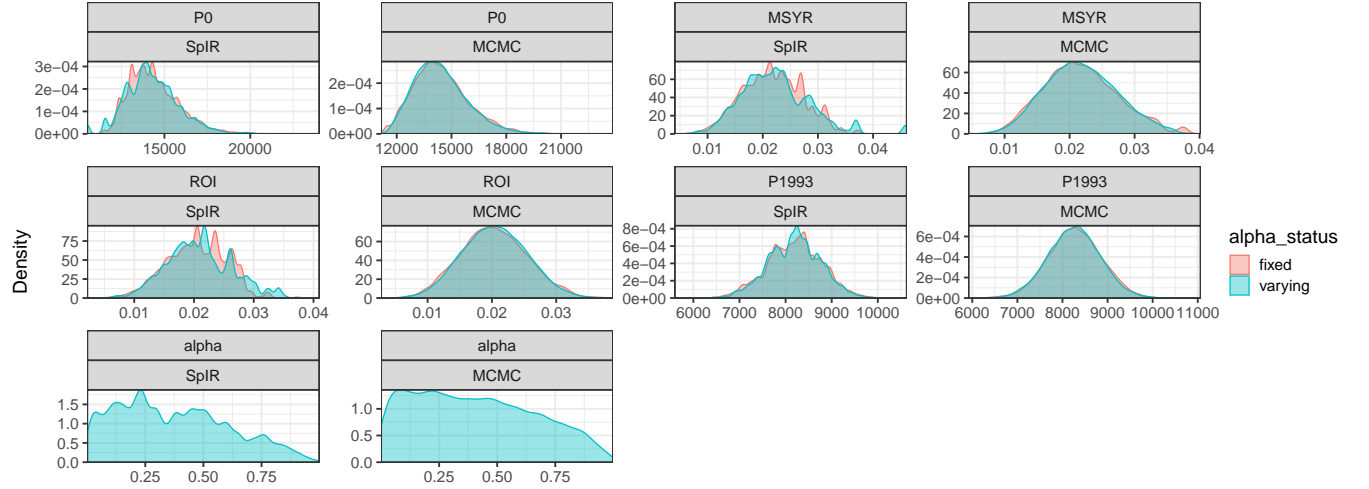 P0 P0 MSYR MSYR
SpIR MCMC SpIR MCMC
3e−04
2e−04
1e−04
0e+00
15000 20000
2e−04
1e−04
0e+00
12000 15000 18000 21000
60
40
20
0
0.01 0.02 0.03 0.04
60
40
20
0
0.01 0.02 0.03 0.04
ROI ROI P1993 P1993
SpIR MCMC SpIR MCMC
75
50
25
0
0.01 0.02 0.03 0.04
60
40
20
0
0.01 0.02 0.03
8e−04
6e−04
4e−04
2e−04
0e+00
6000 7000 8000 9000 10000
6e−04
4e−04
2e−04
0e+00
6000 7000 8000 9000 10000 11000
alpha alpha
SpIR MCMC
1.5
1.0
0.5
0.0
0.25 0.50 0.75
1.0
0.5
0.0
0.25 0.50 0.75
Density
alpha_status
fixed
varying